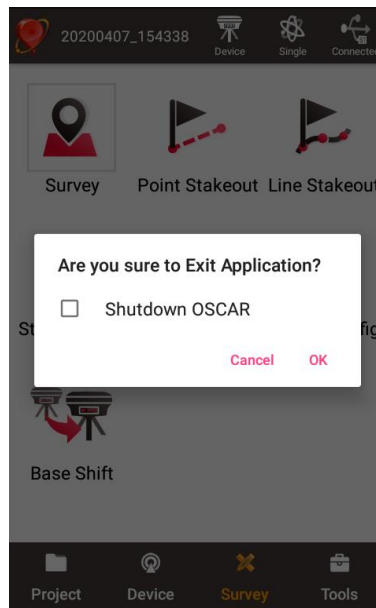 20200407_154338
Device
Single
Connected
Survey
Point Stakeout
Line Stakeout
Are you sure to Exit Application?
Shutdown OSCAR
Cancel
OK
Base Shift
Project
Device
Survey
Tools